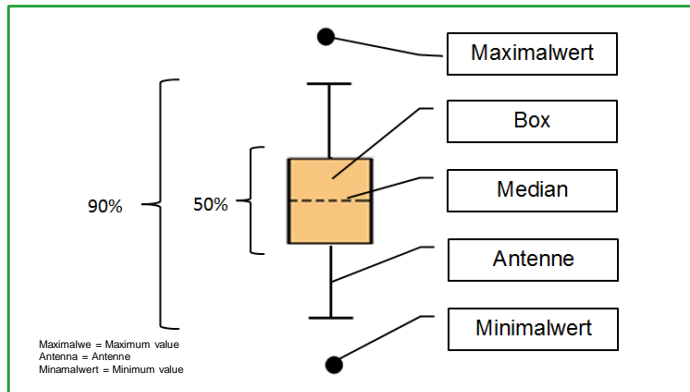 Maximalwert
Box
Median
Antenne
Minimalwert
90%
50%
Maximalwe = Maximum value
Antenna = Antenne
Minamalwert = Minimum value